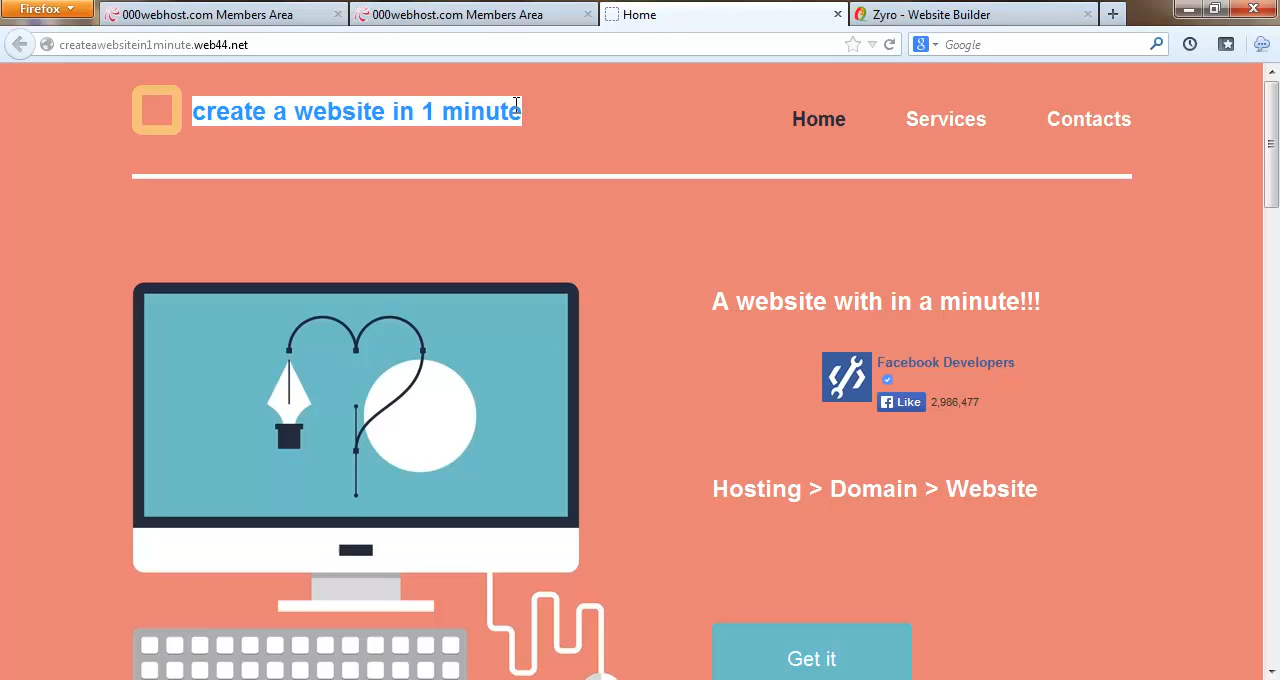 Firefox
000webhost.com Members Area
000webhost.com Members Area
Home
Zyro - Website Builder
createawebsitein1minute.web44.net
Google
create a website in 1 minute
Home
Services
Contacts
A website with in a minute!!!
Facebook Developers
Like
2,986,477
Hosting > Domain > Website
Get it